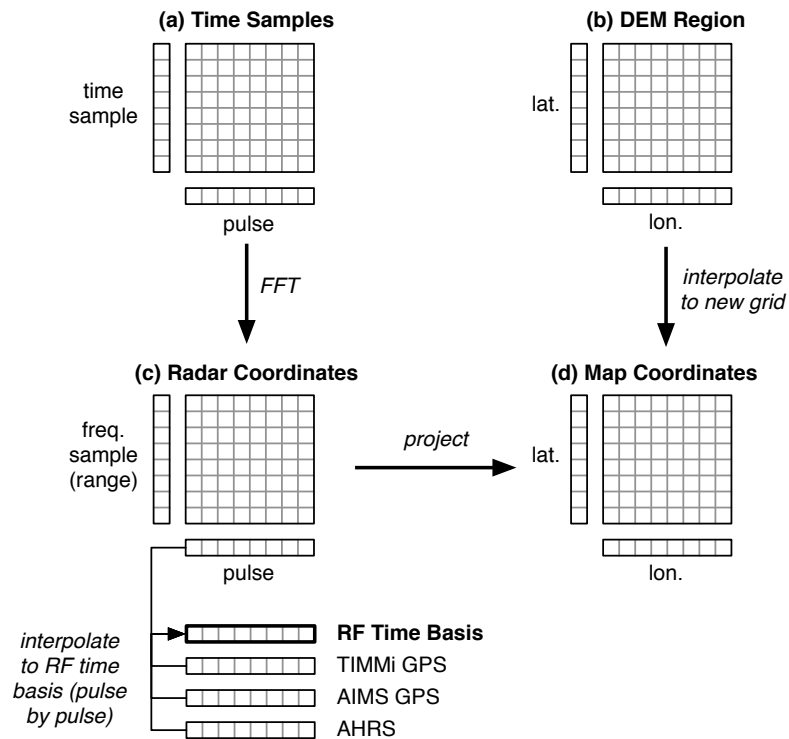 (a) Time Samples
(b) DEM Region
time
sample
lat.
pulse
lon.
FFT
interpolate
to new grid
(c) Radar Coordinates
(d) Map Coordinates
freq.
sample
(range)
project
lat.
pulse
lon.
interpolate
to RF time
basis (pulse
by pulse)
RF Time Basis
TIMMi GPS
AIMS GPS
AHRS